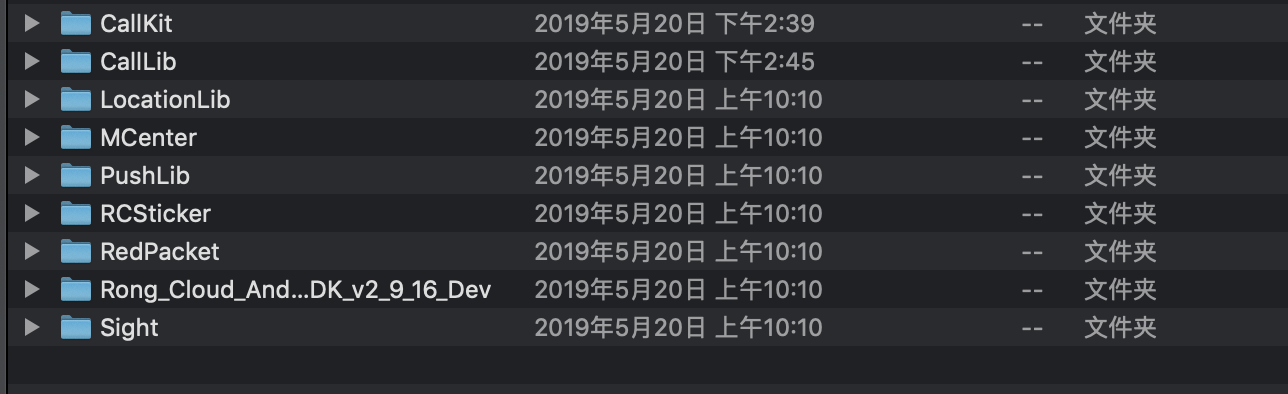 CallKit 2019年5月20日 下午2:39 -- 文件夹
CallLib 2019年5月20日 下午2:45 -- 文件夹
LocationLib 2019年5月20日 上午10:10 -- 文件夹
MCenter 2019年5月20日 上午10:10 -- 文件夹
PushLib 2019年5月20日 上午10:10 -- 文件夹
RCSticker 2019年5月20日 上午10:10 -- 文件夹
RedPacket 2019年5月20日 上午10:10 -- 文件夹
Rong_Cloud_And...DK_v2_9_16_Dev 2019年5月20日 上午10:10 -- 文件夹
Sight 2019年5月20日 上午10:10 -- 文件夹